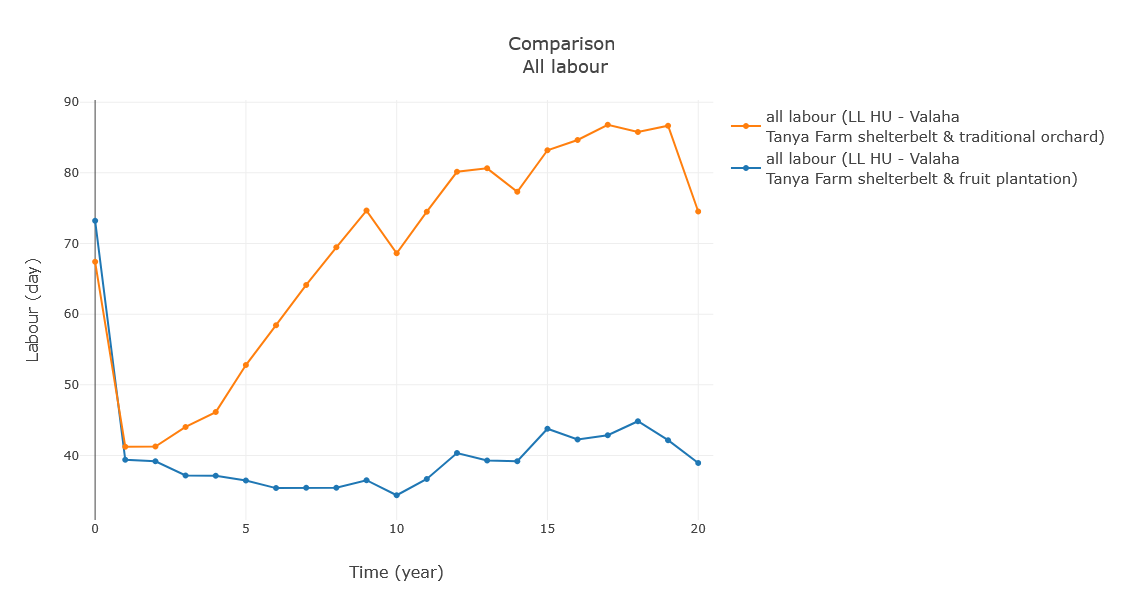 Comparison
All labour
90
80
70
60
50
40
Labour (day)
0
5
10
15
20
Time (year)
all labour (LL HU - Valaha
Tanya Farm shelterbelt & traditional orchard)
all labour (LL HU - Valaha
Tanya Farm shelterbelt & fruit plantation)